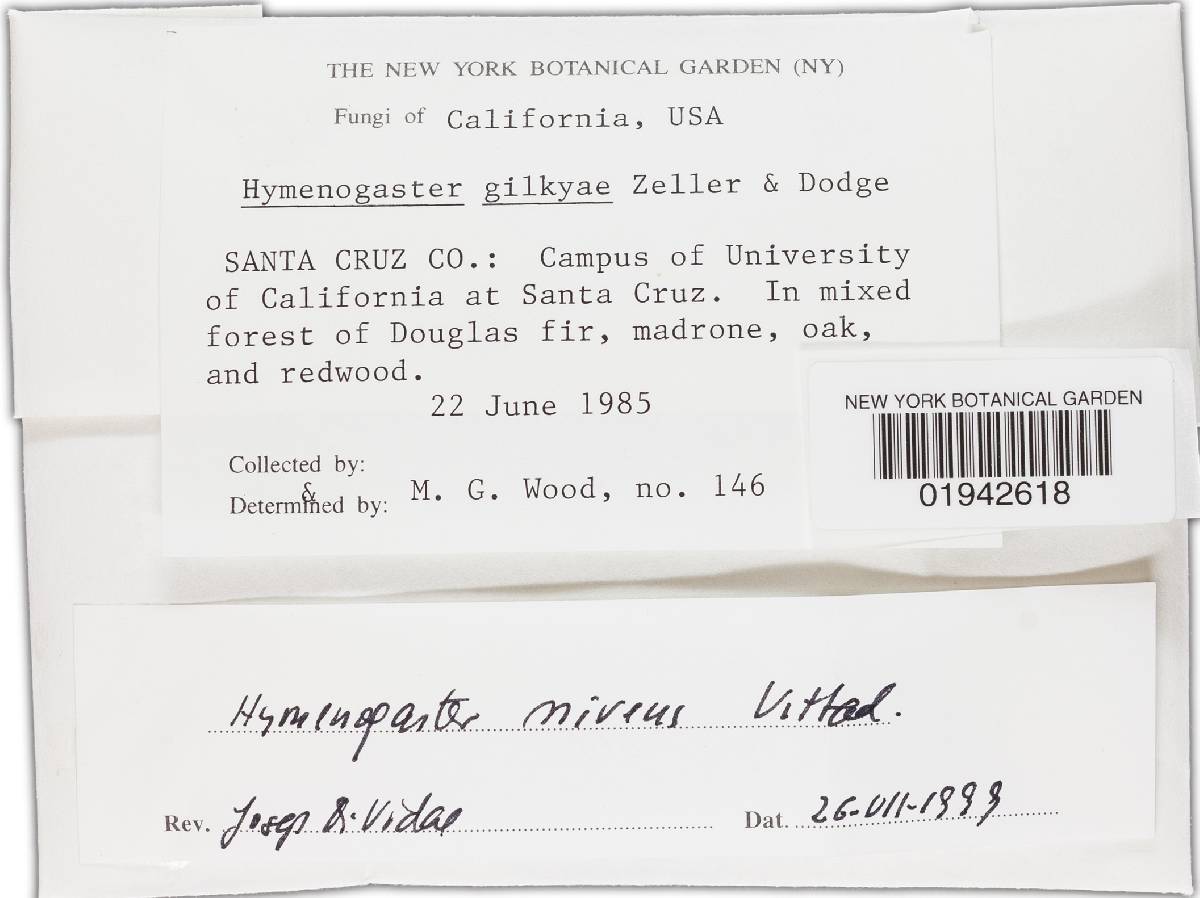 THE NEW YORK BOTANICAL GARDEN (NY)
Fungi of California, USA
Hymenogaster gilkyae Zeller & Dodge
SANTA CRUZ CO.: Campus of University
of California at Santa Cruz. In mixed
forest of Douglas fir, madrone, oak,
and redwood.
22 June 1985
Collected by:
&
Determined by: M. G. Wood, no. 146
NEW YORK BOTANICAL GARDEN
01942618
Hymenogaster niveus Vittad.
Rev. Josep Vidal
Dat. 26-VII-1999